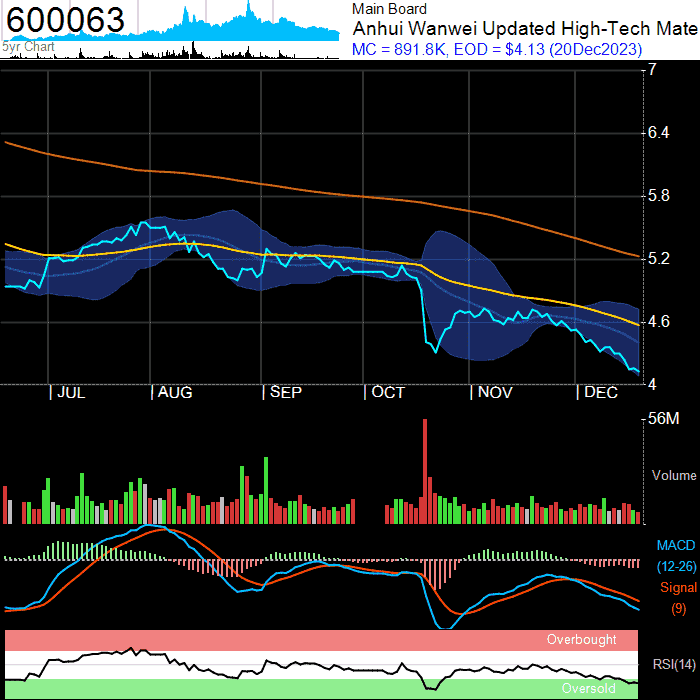 600063
5yr Chart
Main Board
Anhui Wanwei Updated High-Tech Mate
MC = 891.8K, EOD = $4.13 (20Dec2023)
7
6.4
5.8
5.2
4.6
4
JUL
AUG
SEP
OCT
NOV
DEC
56M
Volume
MACD
(12-26)
Signal
(9)
Overbought
RSI(14)
Oversold